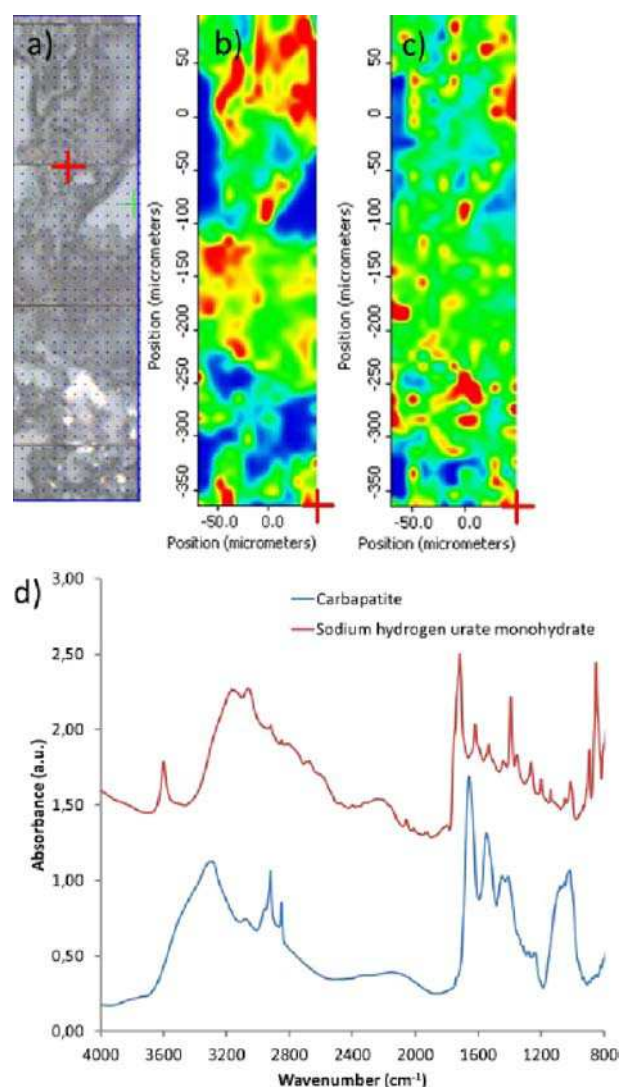 a)
b)
c)
0
-50
-100
-150
-200
-250
-300
-350
Position (micrometers)
-50.0 0.0
Position (micrometers)
0
-50
-100
-150
-200
-250
-300
-350
Position (micrometers)
-50.0 0.0
Position (micrometers)
d)
Carbapatite
Sodium hydrogen urate monohydrate
3,00
2,50
2,00
1,50
1,00
0,50
0,00
Absorbance (a.u.)
4000 3600 3200 2800 2400 2000 1600 1200 800
Wavenumber (cm⁻¹)